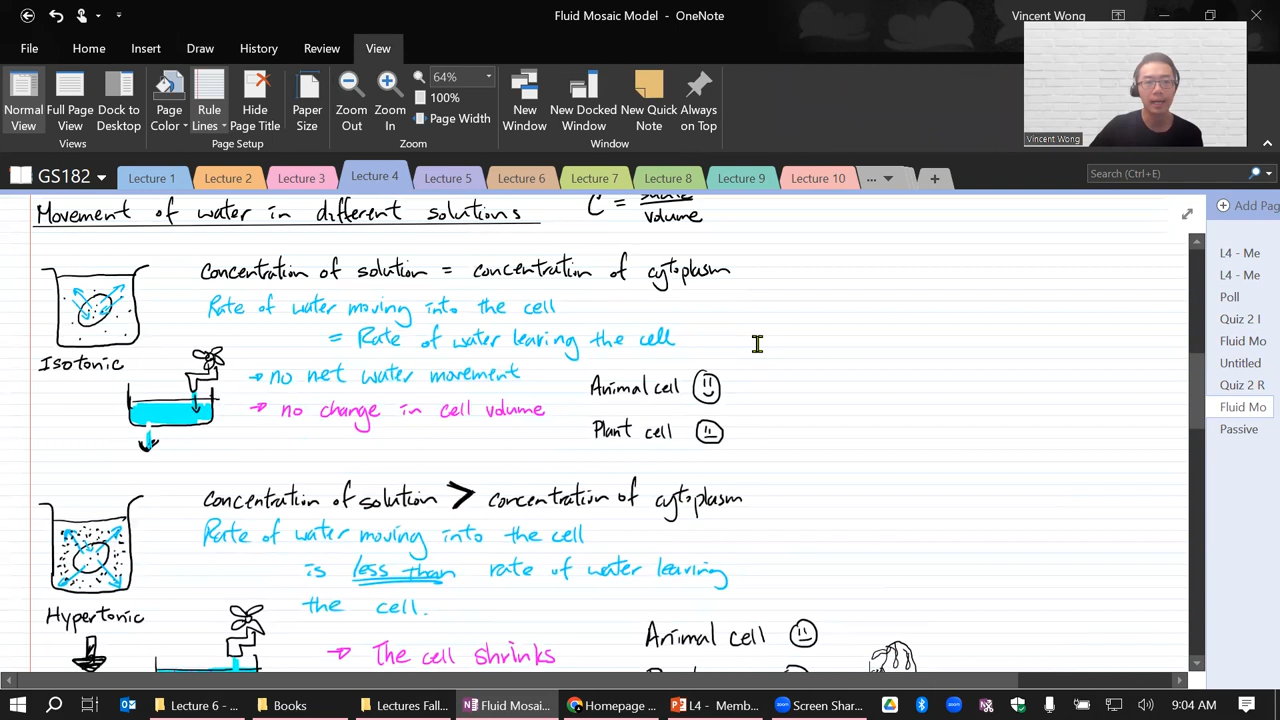 Fluid Mosaic Model - OneNote
Vincent Wong
File Home Insert Draw History Review View
Normal View
Full Page View
Dock to Desktop
Views
Page Color
Rule Lines
Hide Page Title
Paper Size
Page Setup
Zoom Out
Zoom In
64%
100%
Page Width
Zoom
New Window
New Docked Window
New Quick Note
Always on Top
Window
Vincent Wong
GS182
Lecture 1 Lecture 2 Lecture 3 Lecture 4 Lecture 5 Lecture 6 Lecture 7 Lecture 8 Lecture 9 Lecture 10 ...
Search (Ctrl+E)
Add Pag
L4 - Me
L4 - Me
Poll
Quiz 2 I
Fluid Mo
Untitled
Quiz 2 R
Fluid Mo
Passive
Movement of water in different solutions
C =
volume
Concentration of solution = concentration of cytoplasm
Rate of water moving into the cell
= Rate of water leaving the cell
Isotonic
→ no net water movement
→ no change in cell volume
Animal cell
Plant cell
Concentration of solution > concentration of cytoplasm
Rate of water moving into the cell
is less than rate of water leaving
the cell.
Hypertonic
→ The cell shrinks
Animal cell
Lecture 6 - ...
Books
Lectures Fall...
Fluid Mosai...
Homepage ...
L4 - Memb...
Screen Shar...
9:04 AM